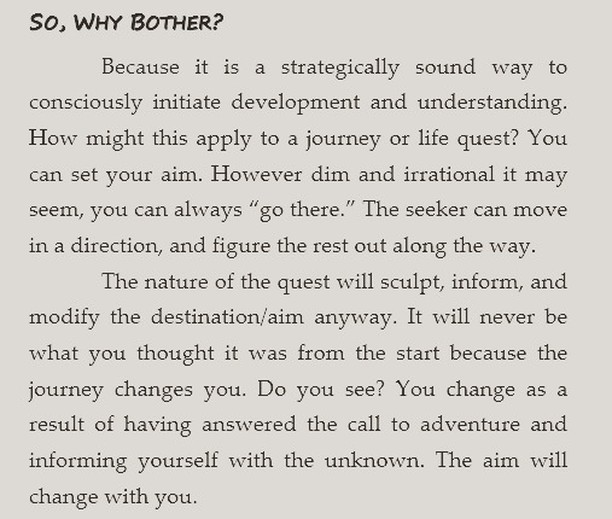 So, Why Bother?
Because it is a strategically sound way to
consciously initiate development and understanding.
How might this apply to a journey or life quest? You
can set your aim. However dim and irrational it may
seem, you can always “go there.” The seeker can move
in a direction, and figure the rest out along the way.
The nature of the quest will sculpt, inform, and
modify the destination/aim anyway. It will never be
what you thought it was from the start because the
journey changes you. Do you see? You change as a
result of having answered the call to adventure and
informing yourself with the unknown. The aim will
change with you.